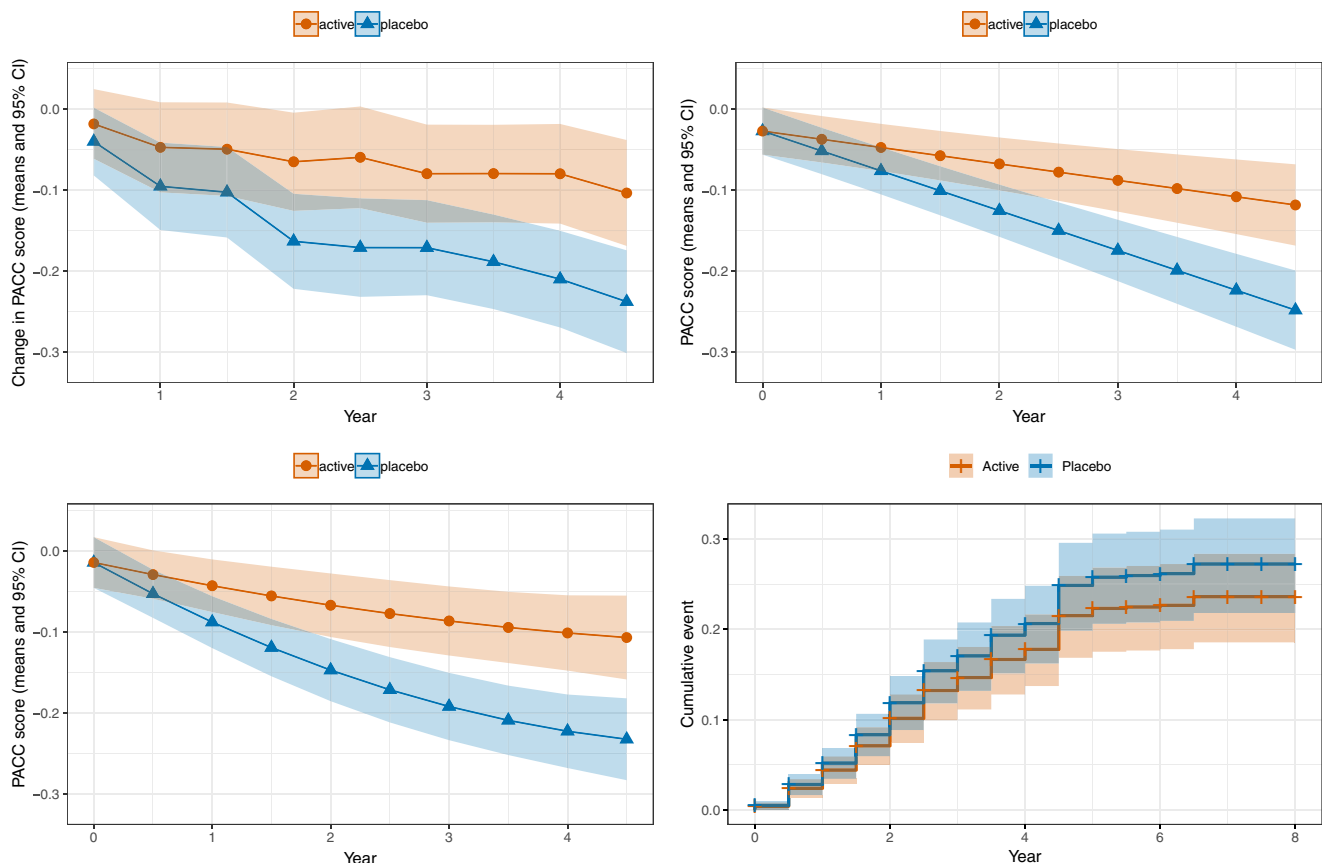 active placebo
Change in PACC score (means and 95% CI)
0.0
−0.1
−0.2
−0.3
1 2 3 4
Year
active placebo
PACC score (means and 95% CI)
0.0
−0.1
−0.2
−0.3
0 1 2 3 4
Year
active placebo
PACC score (means and 95% CI)
0.0
−0.1
−0.2
−0.3
0 1 2 3 4
Year
Active Placebo
Cumulative event
0.3
0.2
0.1
0.0
0 2 4 6 8
Year